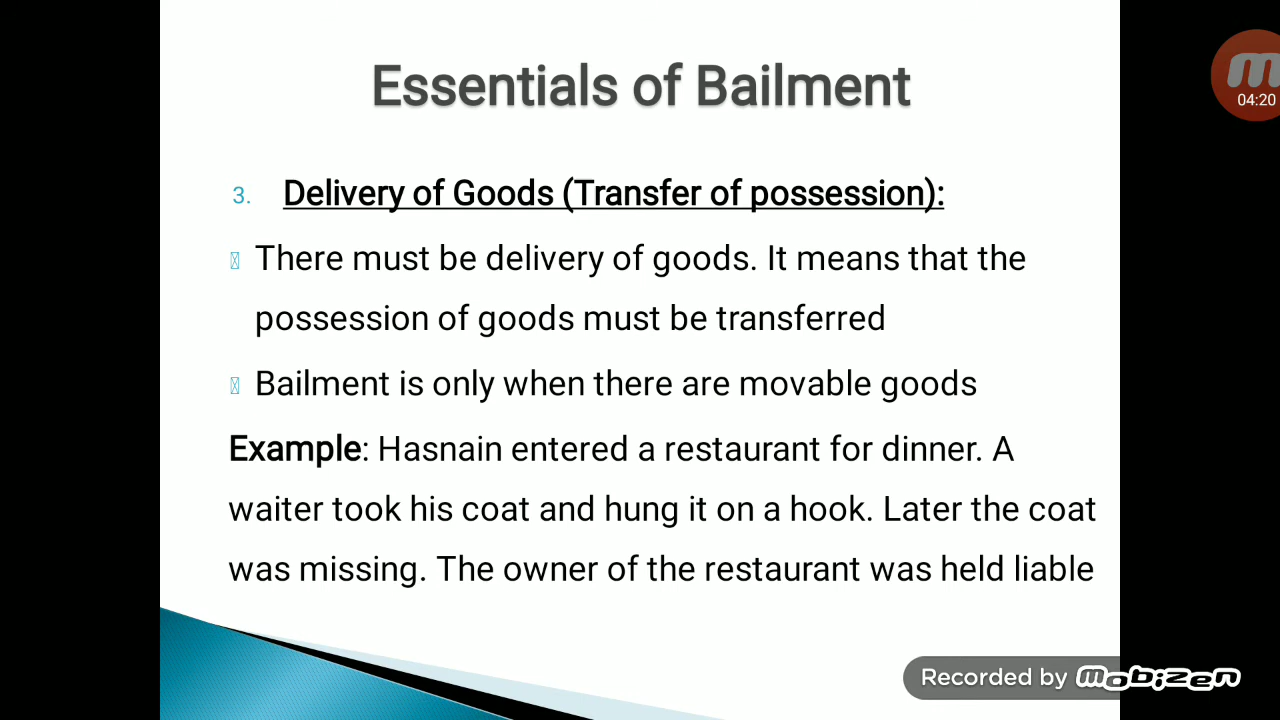 Essentials of Bailment
04:20
3. Delivery of Goods (Transfer of possession):
There must be delivery of goods. It means that the
possession of goods must be transferred
Bailment is only when there are movable goods
Example: Hasnain entered a restaurant for dinner. A
waiter took his coat and hung it on a hook. Later the coat
was missing. The owner of the restaurant was held liable
Recorded by mobizen